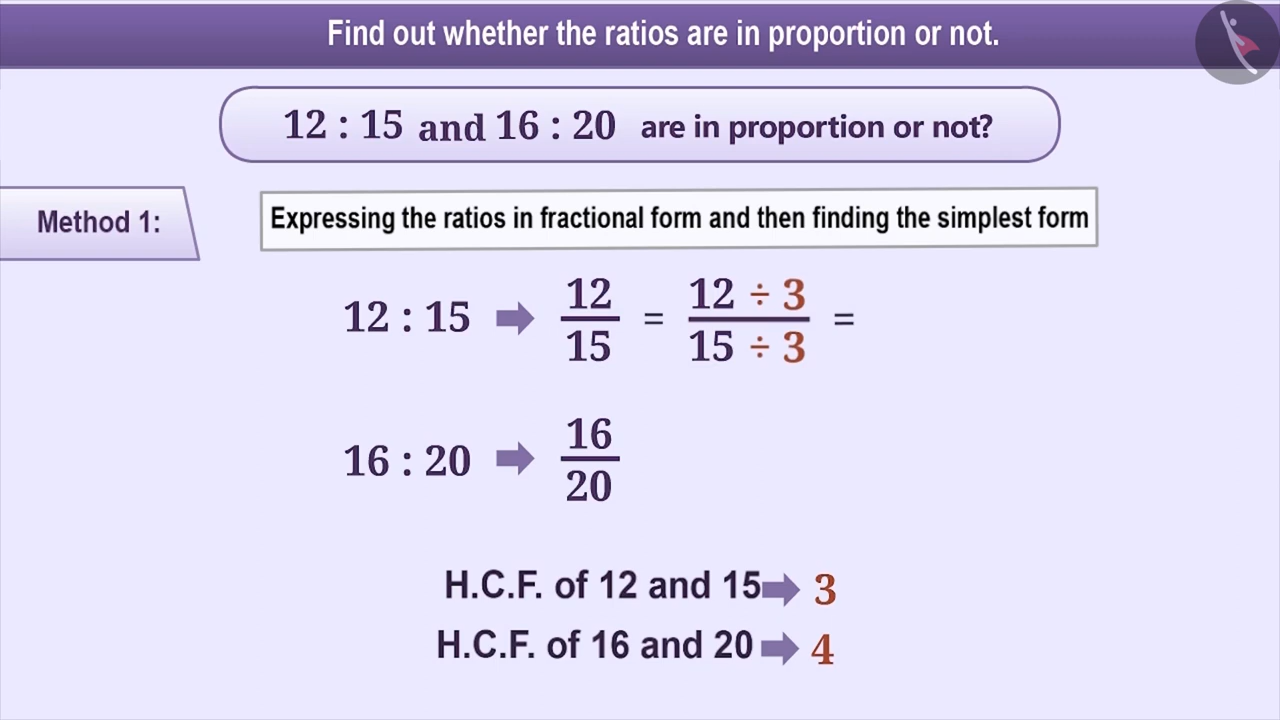 Find out whether the ratios are in proportion or not.
12 : 15 and 16 : 20 are in proportion or not?
Method 1:
Expressing the ratios in fractional form and then finding the simplest form
12 : 15 ➡ 12/15 = 12 ÷ 3/15 ÷ 3 =
16 : 20 ➡ 16/20
H.C.F. of 12 and 15 ➡ 3
H.C.F. of 16 and 20 ➡ 4